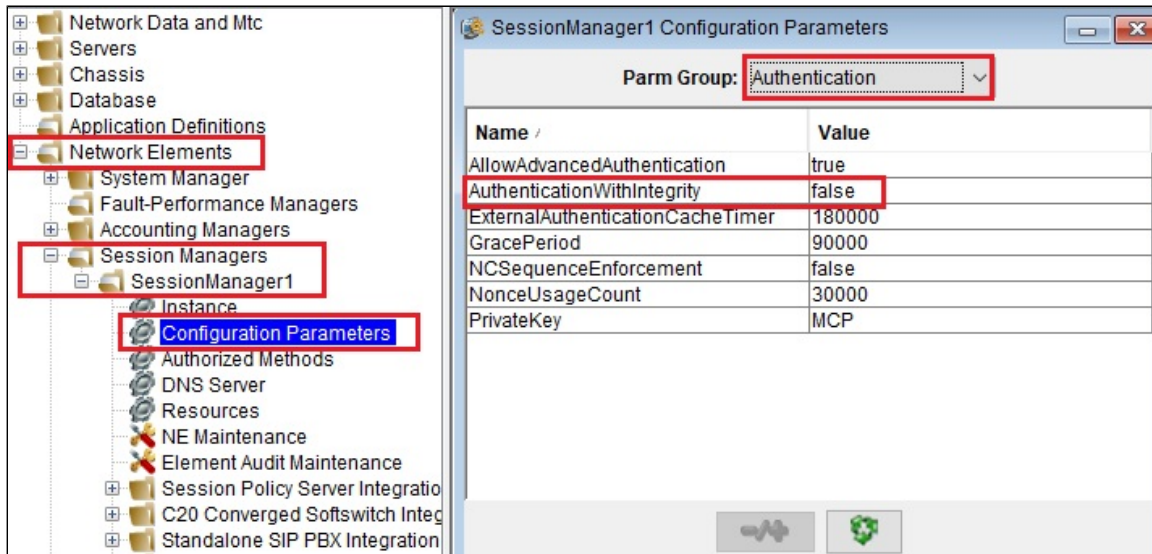 Network Data and Mtc
Servers
Chassis
Database
Application Definitions
Network Elements
System Manager
Fault-Performance Managers
Accounting Managers
Session Managers
SessionManager1
Instance
Configuration Parameters
Authorized Methods
DNS Server
Resources
NE Maintenance
Element Audit Maintenance
Session Policy Server Integratio
C20 Converged Softswitch Integ
Standalone SIP PBX Integration
SessionManager1 Configuration Parameters
Parm Group: Authentication
Name Value
AllowAdvancedAuthentication true
AuthenticationWithIntegrity false
ExternalAuthenticationCacheTimer 180000
GracePeriod 90000
NCSequenceEnforcement false
NonceUsageCount 30000
PrivateKey MCP